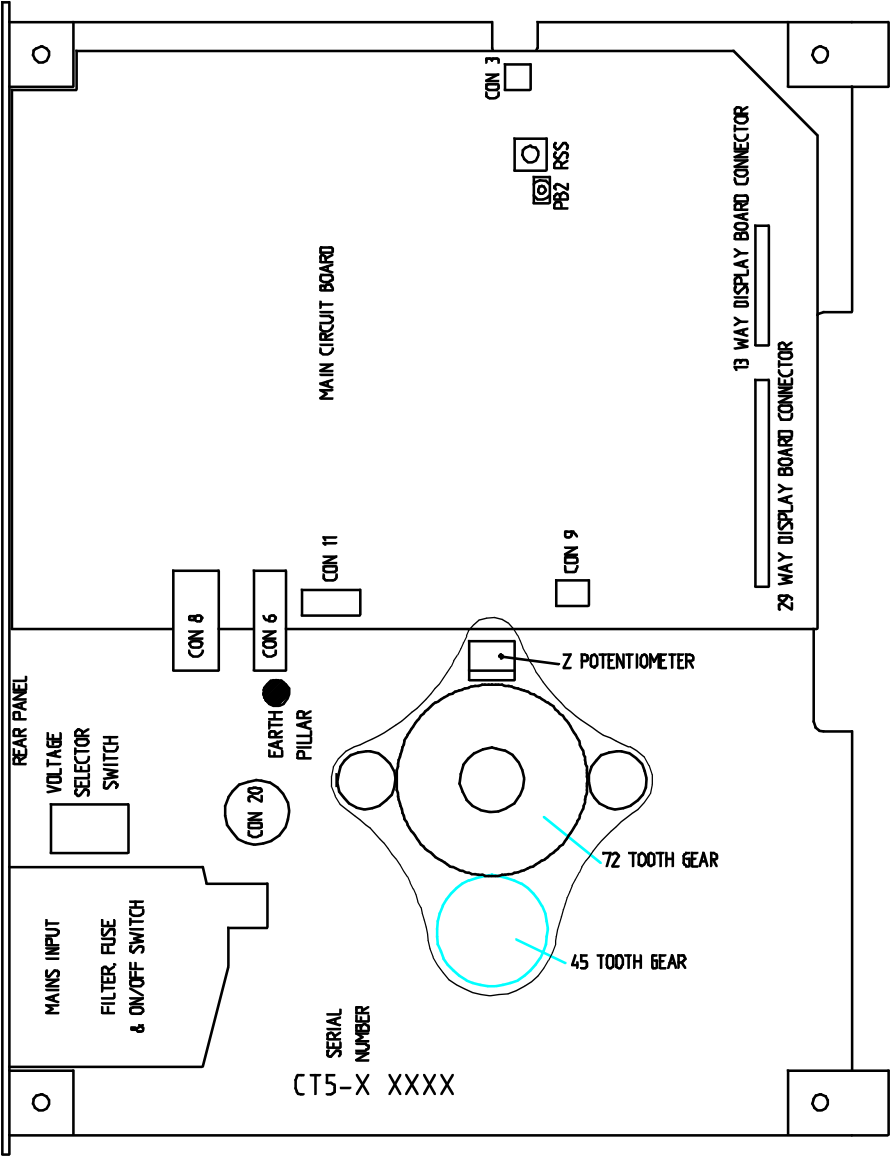 CON 3
RSS
PB2
13 WAY DISPLAY BOARD CONNECTOR
MAIN CIRCUIT BOARD
29 WAY DISPLAY BOARD CONNECTOR
CON 11
CON 9
CON 8
CON 6
Z POTENTIOMETER
REAR PANEL
EARTH
PILLAR
VOLTAGE
SELECTOR
SWITCH
CON 20
72 TOOTH GEAR
MAINS INPUT
FILTER, FUSE
& ON/OFF SWITCH
45 TOOTH GEAR
SERIAL
NUMBER
CT5-X XXXX